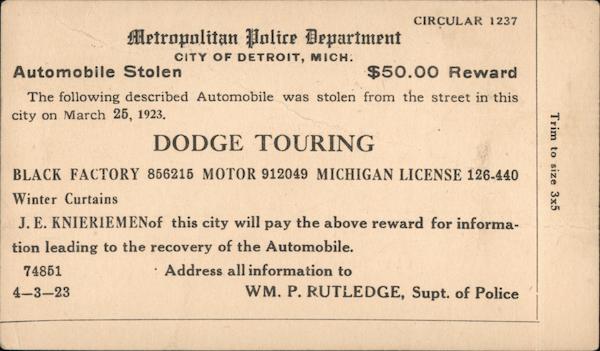 CIRCULAR 1237
Metropolitan Police Department
CITY OF DETROIT, MICH.
Automobile Stolen $50.00 Reward
The following described Automobile was stolen from the street in this
city on March 25, 1923.
DODGE TOURING
BLACK FACTORY 856215 MOTOR 912049 MICHIGAN LICENSE 126-440
Winter Curtains
J. E. KNIERIEMEN of this city will pay the above reward for informa-
tion leading to the recovery of the Automobile.
74851 Address all information to
4-3-23 WM. P. RUTLEDGE, Supt. of Police
Trim to size 3x5